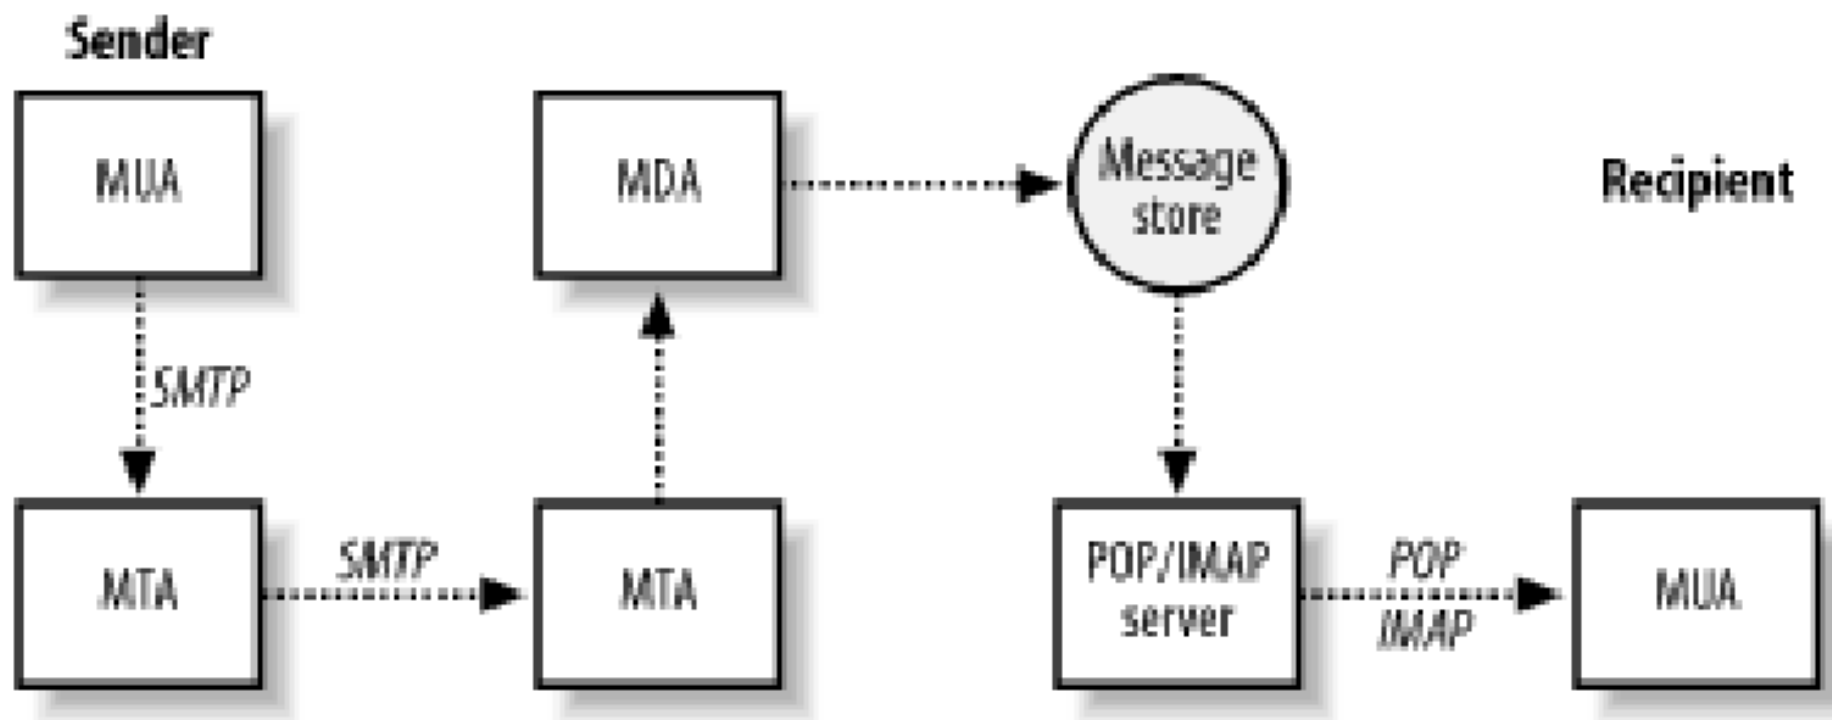 Sender
MUA
MDA
Message
store
Recipient
SMTP
MTA
SMTP
MTA
POP/IMAP
server
POP
IMAP
MUA